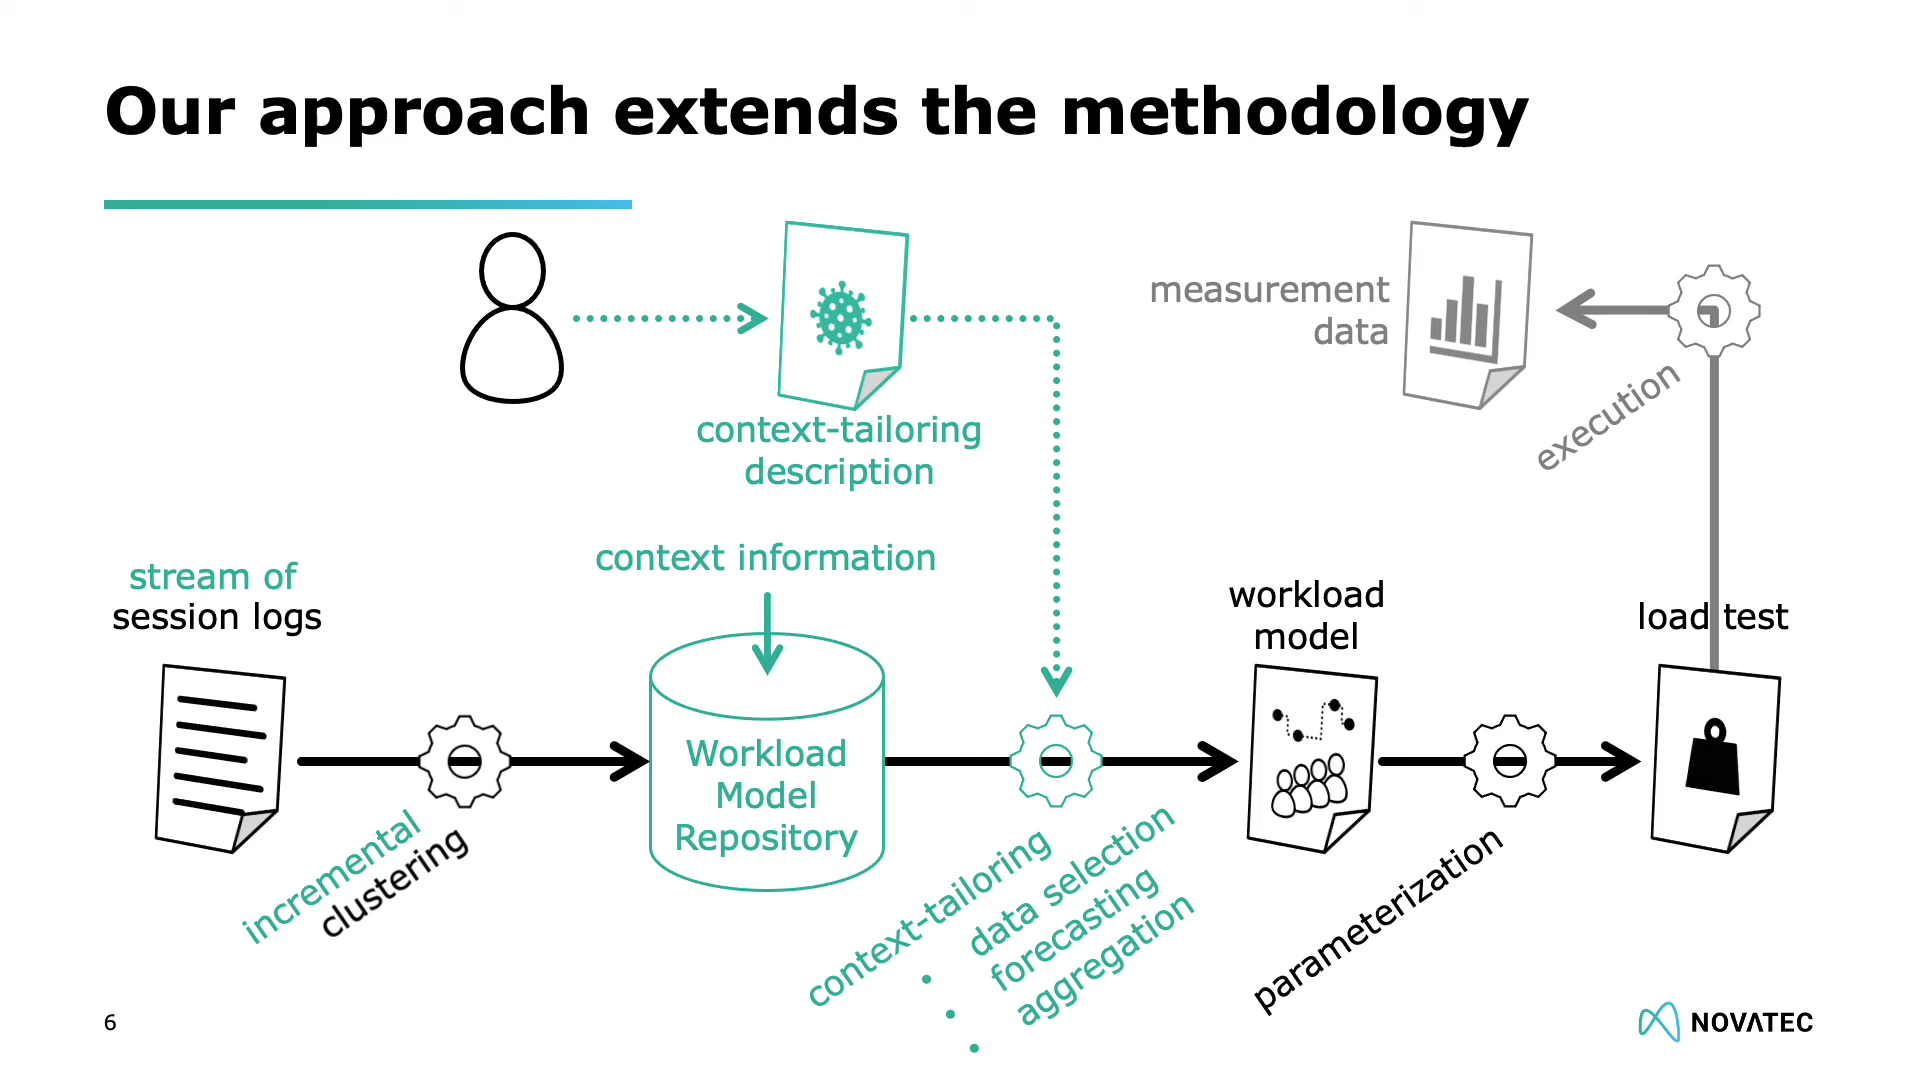 Our approach extends the methodology
measurement
data
execution
context-tailoring
description
context information
stream of
session logs
workload
model
load test
Workload
Model
Repository
incremental
clustering
context-tailoring
• data selection
• forecasting
• aggregation
parameterization
6
NOVATEC